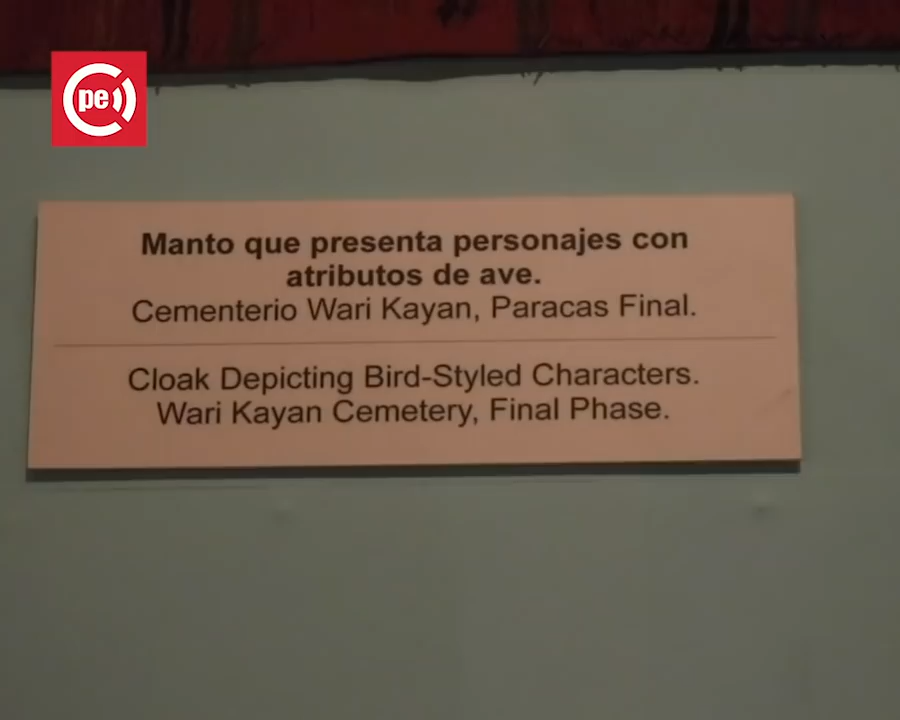 pe
Manto que presenta personajes con
atributos de ave.
Cementerio Wari Kayan, Paracas Final.
Cloak Depicting Bird-Styled Characters.
Wari Kayan Cemetery, Final Phase.